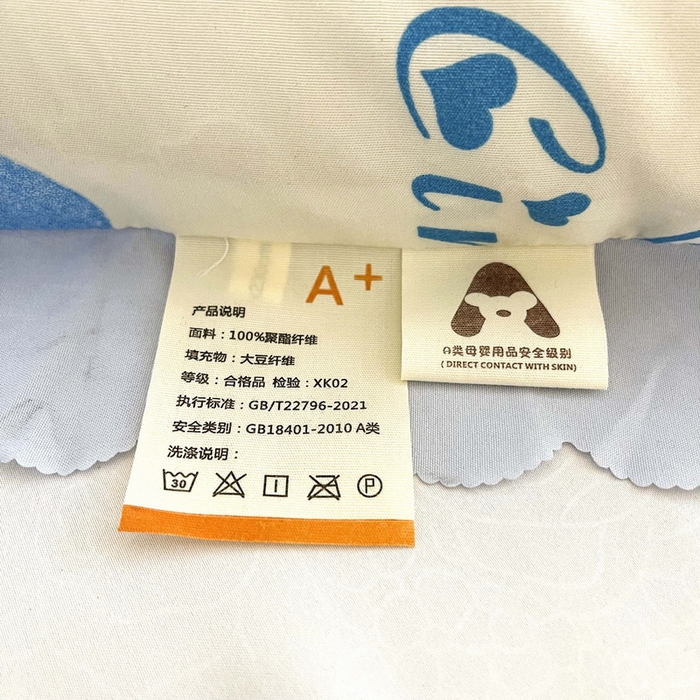 A+
产品说明
面料：100%聚酯纤维
填充物：大豆纤维
等级：合格品 检验：XK02
执行标准：GB/T22796-2021
安全类别：GB18401-2010 A类
洗涤说明：
30
P
A类母婴用品安全级别
( DIRECT CONTACT WITH SKIN)